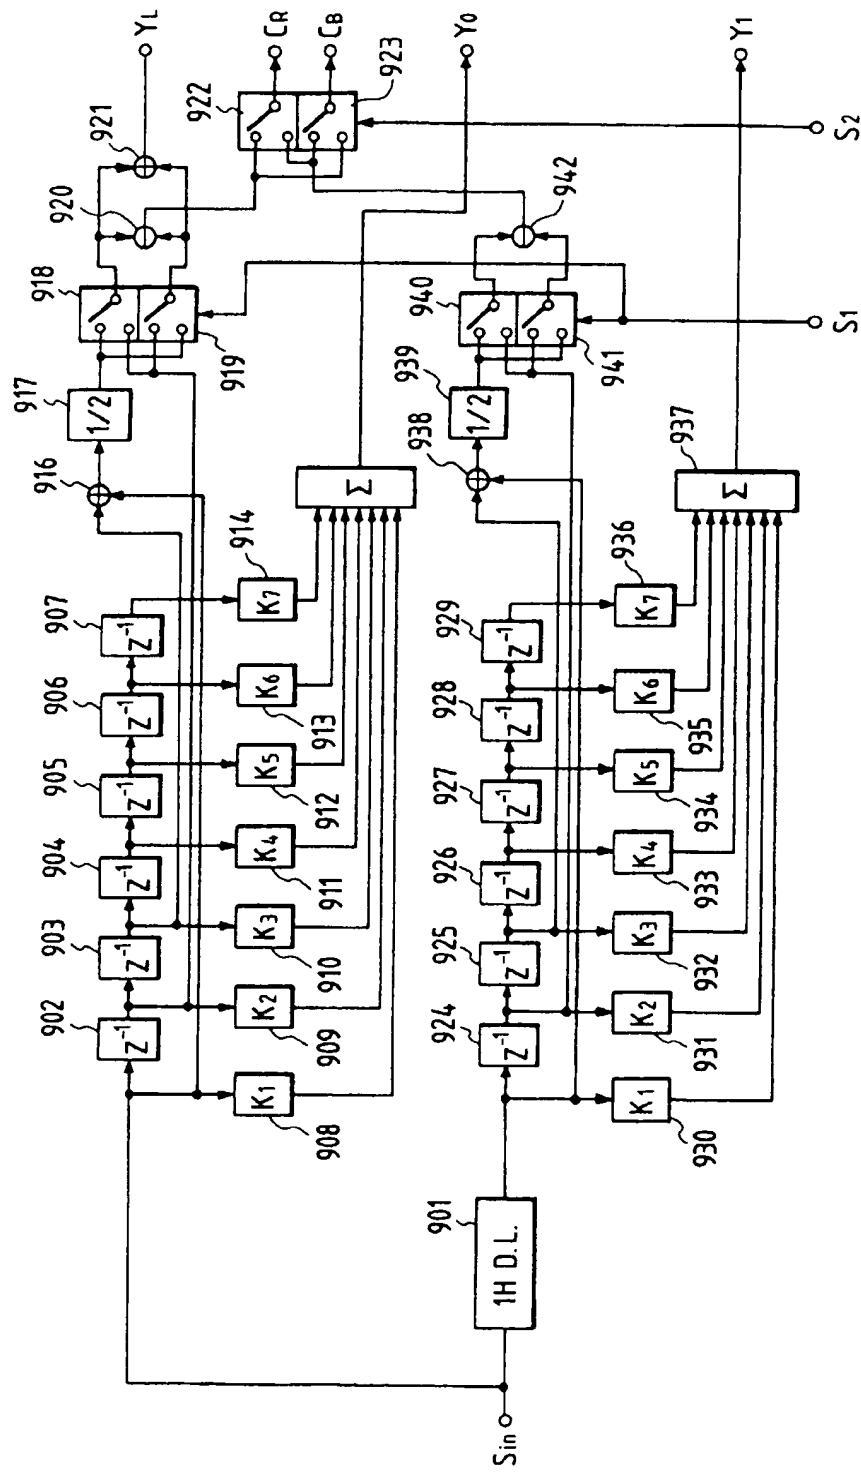 Sin
1H D.L.
901
902
903
904
905
906
907
Z⁻¹
Z⁻¹
Z⁻¹
Z⁻¹
Z⁻¹
Z⁻¹
916
917
1/2
918
919
920
921
YL
922
923
CR
CB
Y0
K1
K2
K3
K4
K5
K6
K7
908
909
910
911
912
913
914
Σ
924
925
926
927
928
929
Z⁻¹
Z⁻¹
Z⁻¹
Z⁻¹
Z⁻¹
Z⁻¹
938
939
1/2
940
941
942
K1
K2
K3
K4
K5
K6
K7
930
931
932
933
934
935
936
Σ
937
Y1
S1
S2